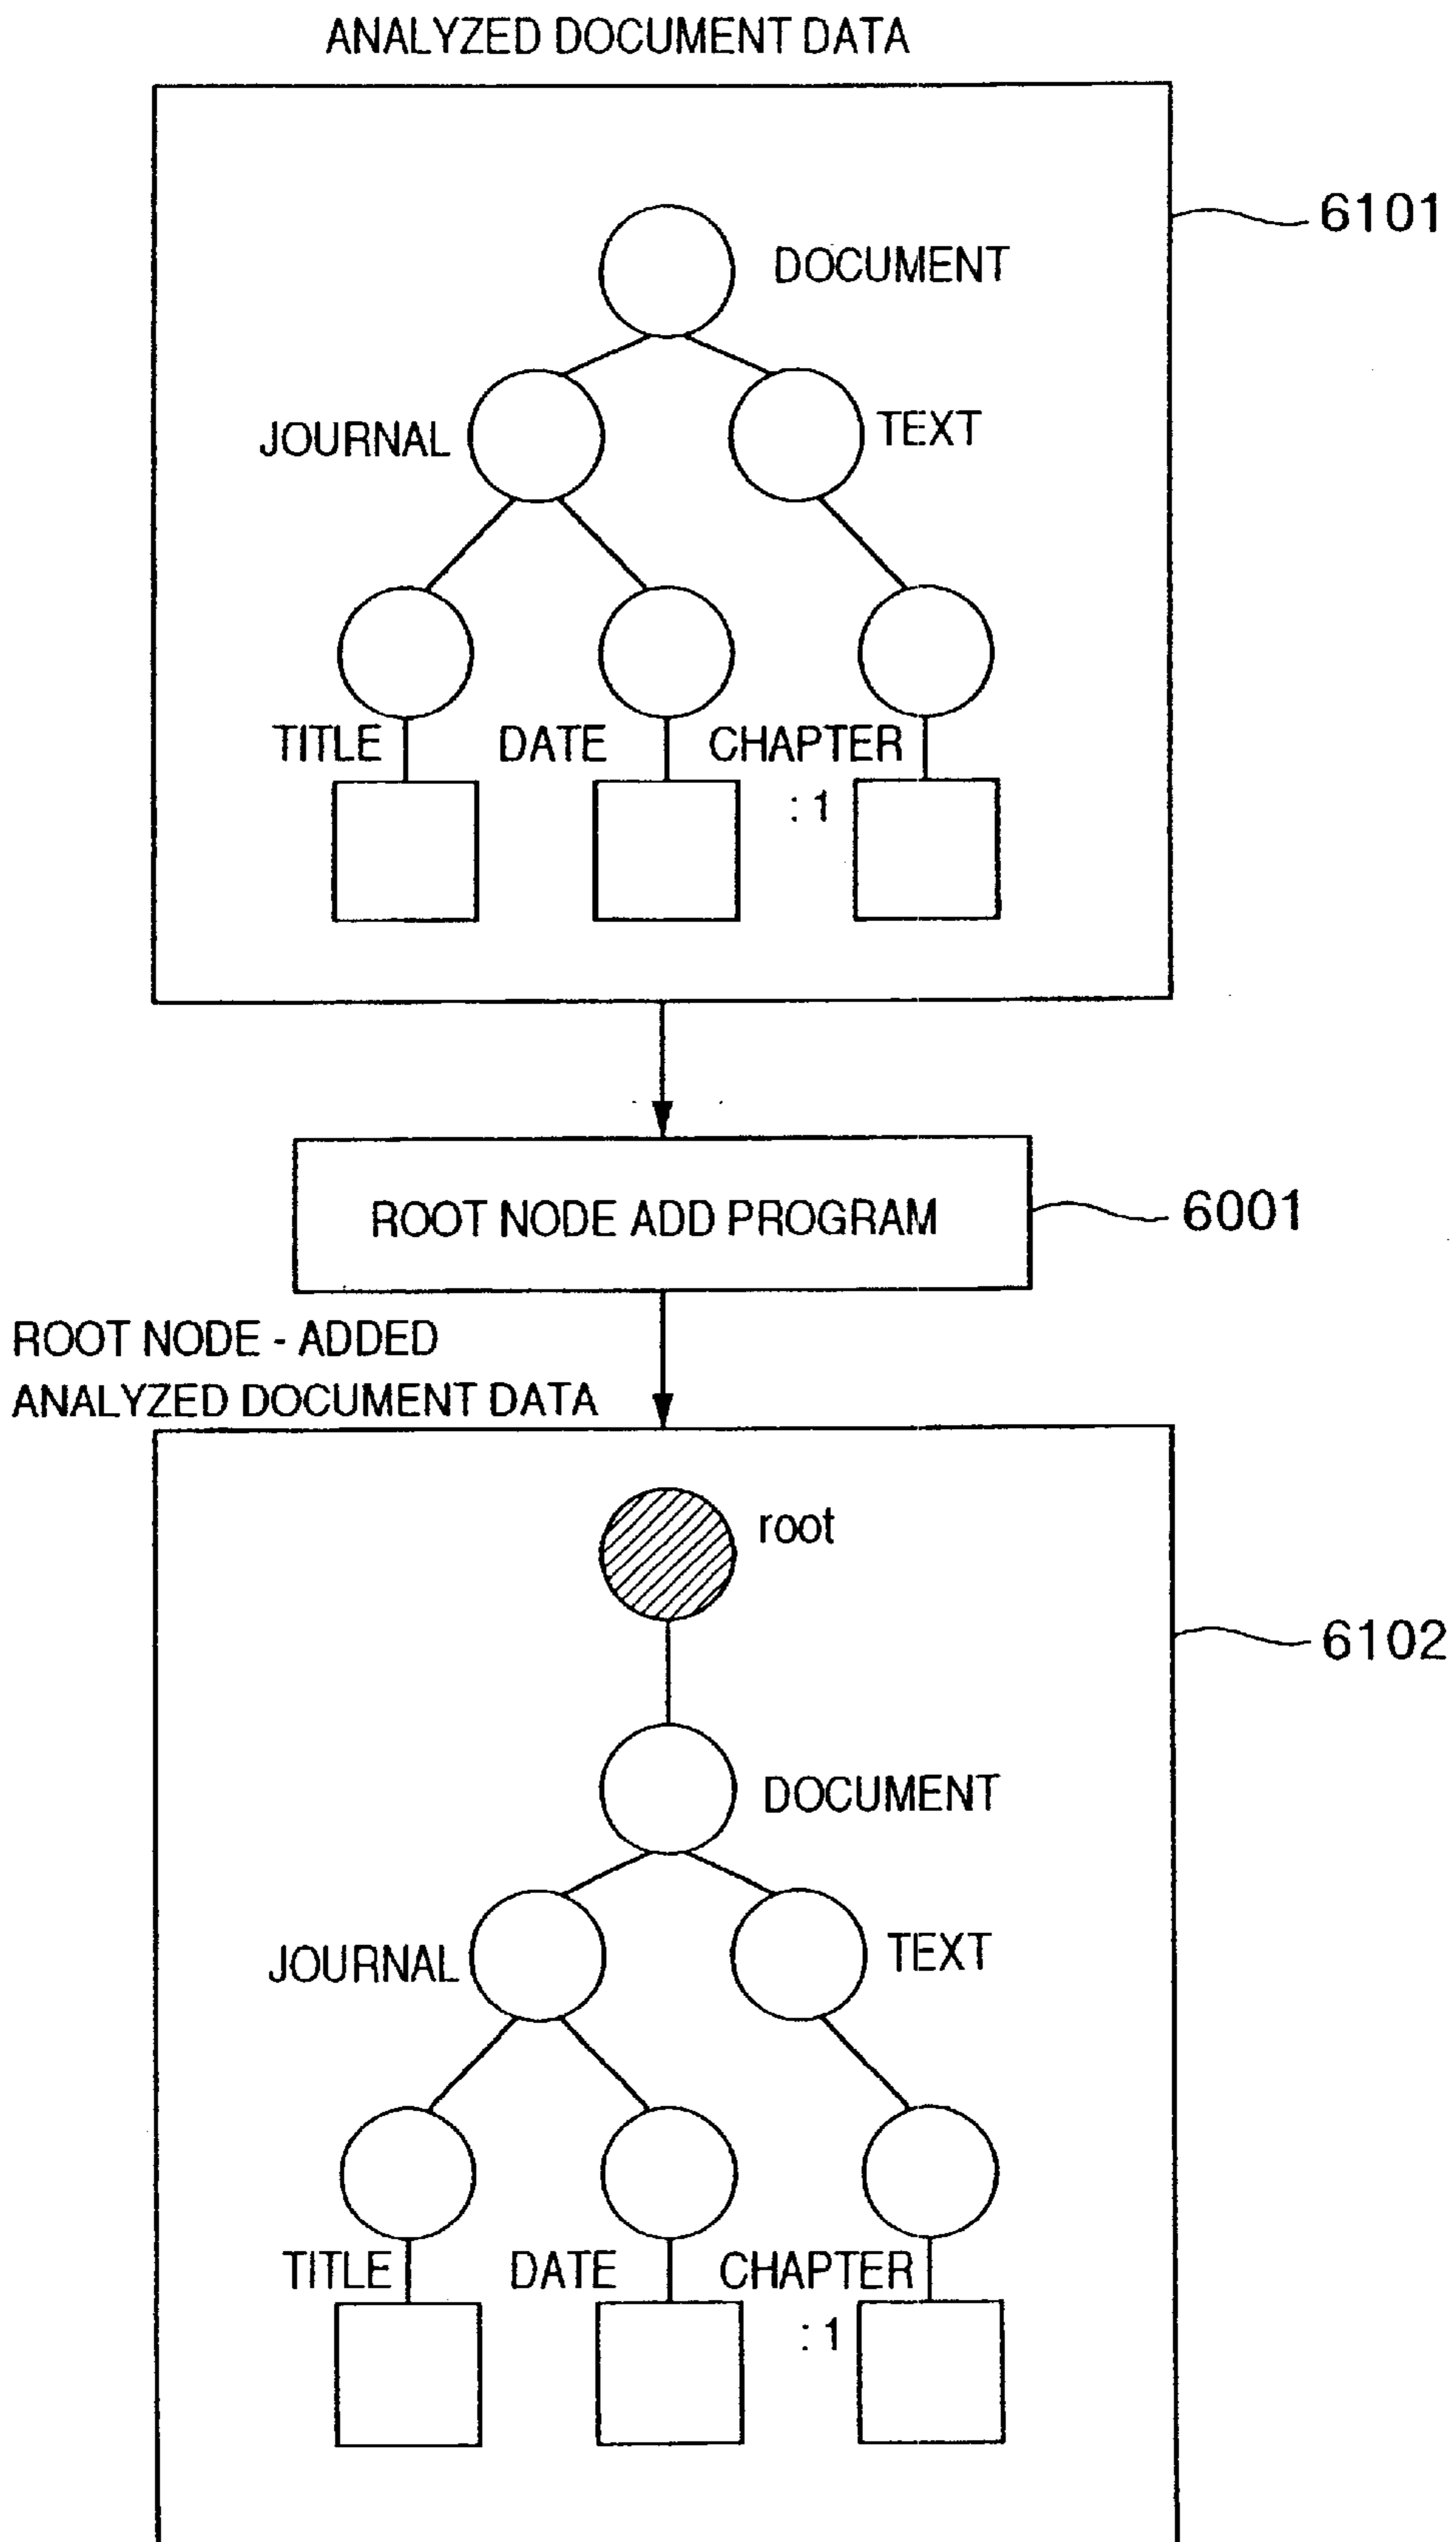 ANALYZED DOCUMENT DATA
6101
DOCUMENT
JOURNAL
TEXT
TITLE
DATE
CHAPTER
: 1
ROOT NODE ADD PROGRAM
6001
ROOT NODE - ADDED
ANALYZED DOCUMENT DATA
root
6102
DOCUMENT
JOURNAL
TEXT
TITLE
DATE
CHAPTER
: 1